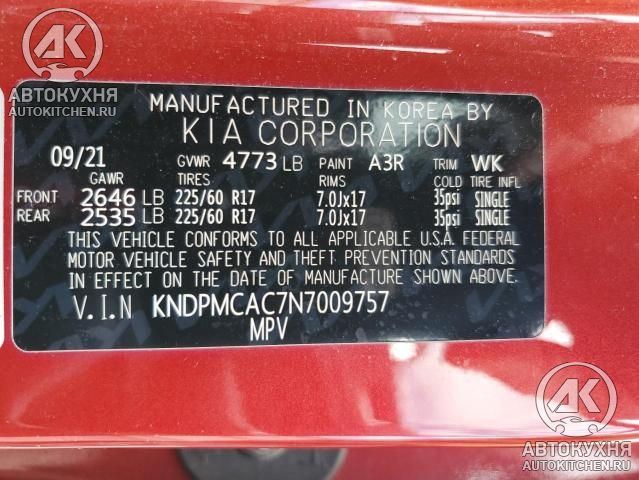 АВТОКУХНЯ
AUTOKITCHEN.RU
MANUFACTURED IN KOREA BY
KIA CORPORATION
09/21 GVWR 4773 LB PAINT A3R TRIM WK
GAWR TIRES RIMS COLD TIRE INFL
FRONT 2646 LB 225/60 R17 7.0Jx17 35psi SINGLE
REAR 2535 LB 225/60 R17 7.0Jx17 35psi SINGLE
THIS VEHICLE CONFORMS TO ALL APPLICABLE U.S.A. FEDERAL
MOTOR VEHICLE SAFETY AND THEFT PREVENTION STANDARDS
IN EFFECT ON THE DATE OF MANUFACTURE SHOWN ABOVE.
V.I.N KNDPMCAC7N7009757
MPV
АК
АВТОКУХНЯ
AUTOKITCHEN.RU